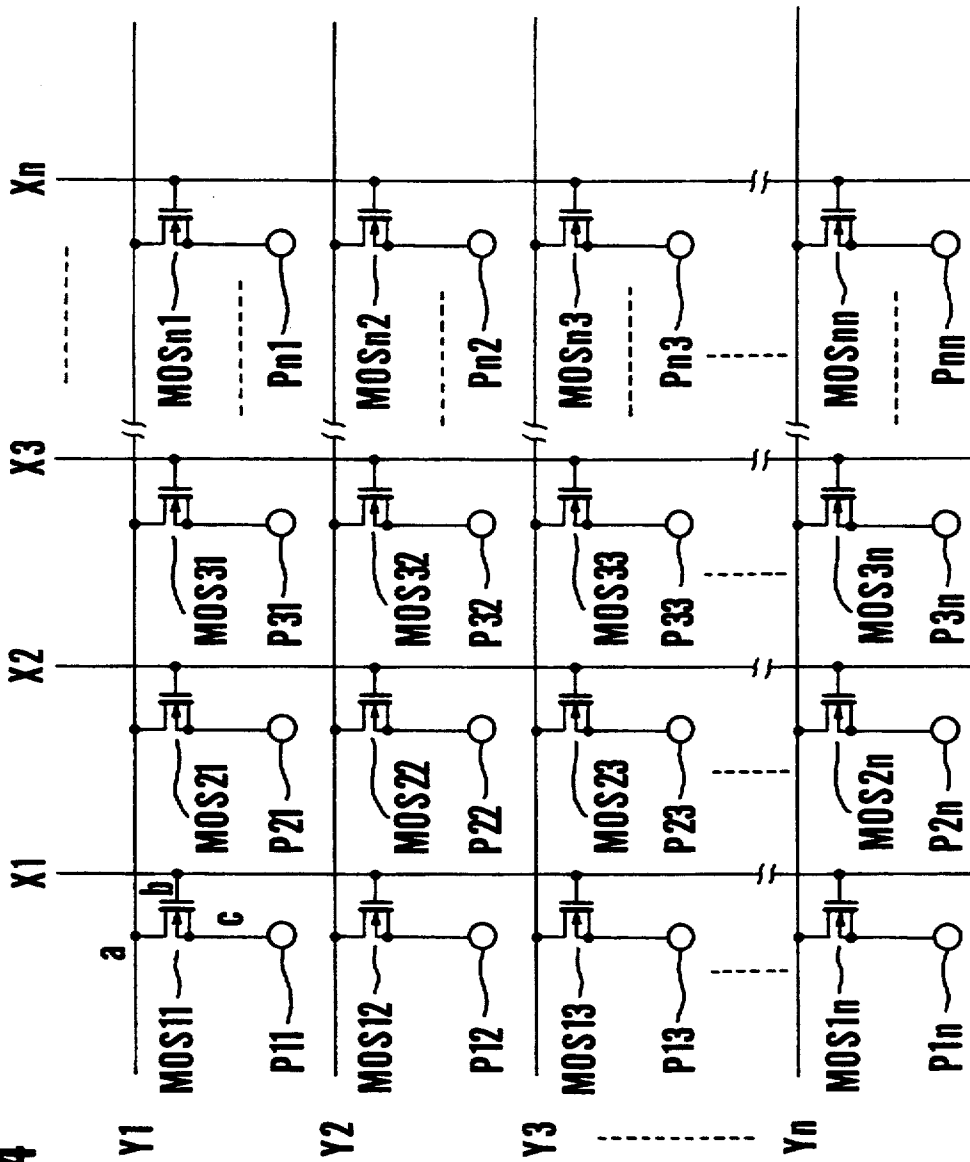 4
X1 X2 X3 Xn
Y1
a
b
c
MOS11 MOS21 MOS31 MOSn1
P11 P21 P31 Pn1
Y2
MOS12 MOS22 MOS32 MOSn2
P12 P22 P32 Pn2
Y3
MOS13 MOS23 MOS33 MOSn3
P13 P23 P33 Pn3
Yn
MOS1n MOS2n MOS3n MOSnn
P1n P2n P3n Pnn